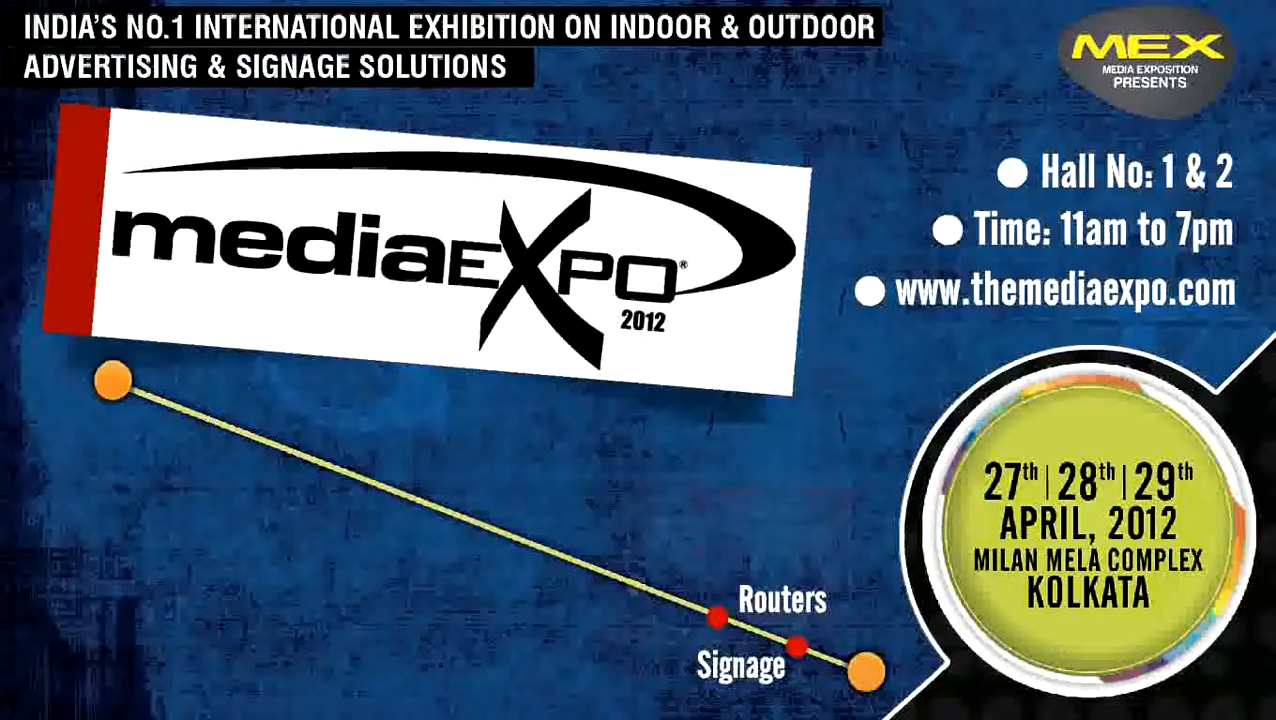 INDIA'S NO.1 INTERNATIONAL EXHIBITION ON INDOOR & OUTDOOR
ADVERTISING & SIGNAGE SOLUTIONS
MEX
MEDIA EXPOSITION
PRESENTS
mediaEXPO®
2012
Hall No: 1 & 2
Time: 11am to 7pm
www.themediaexpo.com
27th | 28th | 29th
APRIL, 2012
MILAN MELA COMPLEX
KOLKATA
Routers
Signage